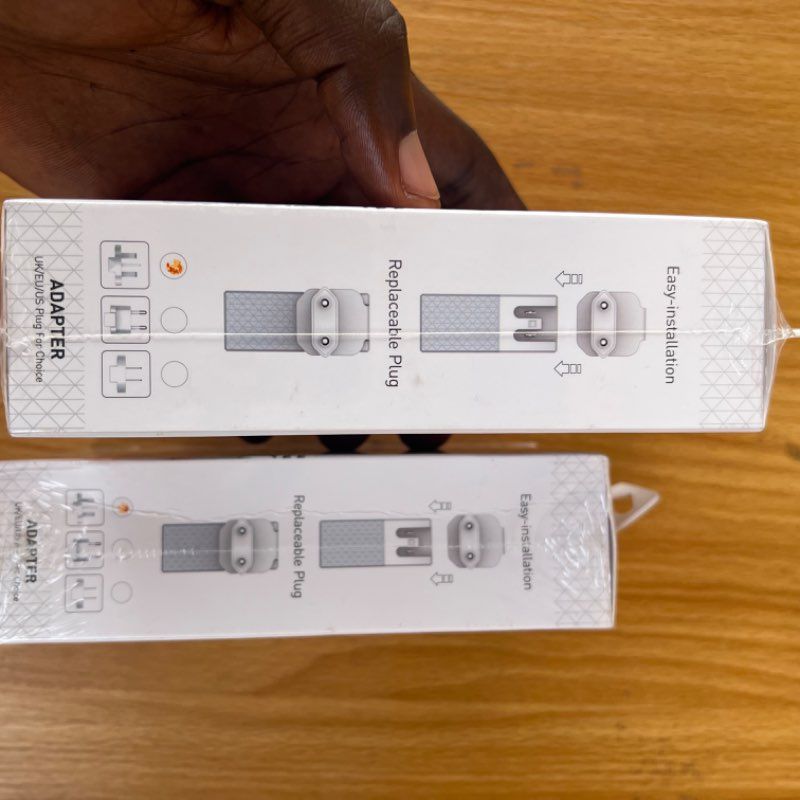 Easy-installation
Replaceable Plug
ADAPTER
UK/EU/US Plug For Choice
Easy-installation
Replaceable Plug
ADAPTER